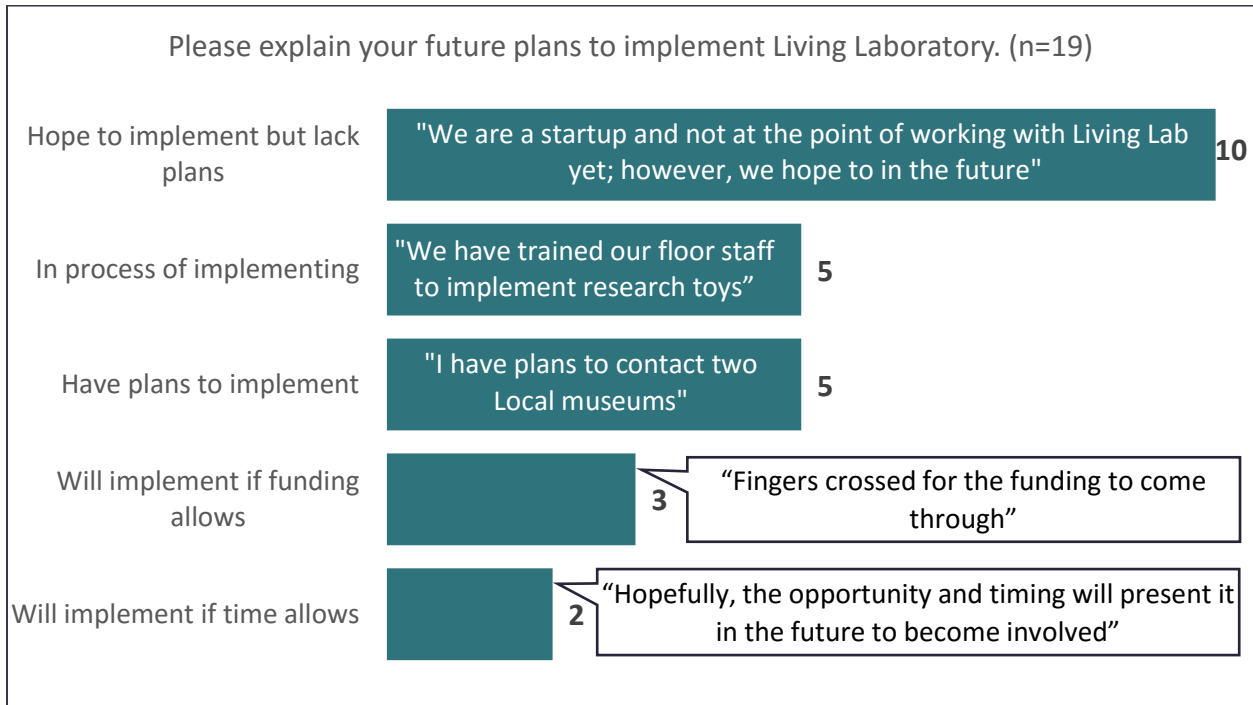 Please explain your future plans to implement Living Laboratory. (n=19)
Hope to implement but lack
plans
"We are a startup and not at the point of working with Living Lab
yet; however, we hope to in the future"
10
In process of implementing
"We have trained our floor staff
to implement research toys”
5
Have plans to implement
"I have plans to contact two
Local museums"
5
Will implement if funding
allows
3
“Fingers crossed for the funding to come
through”
Will implement if time allows
2
“Hopefully, the opportunity and timing will present it
in the future to become involved”